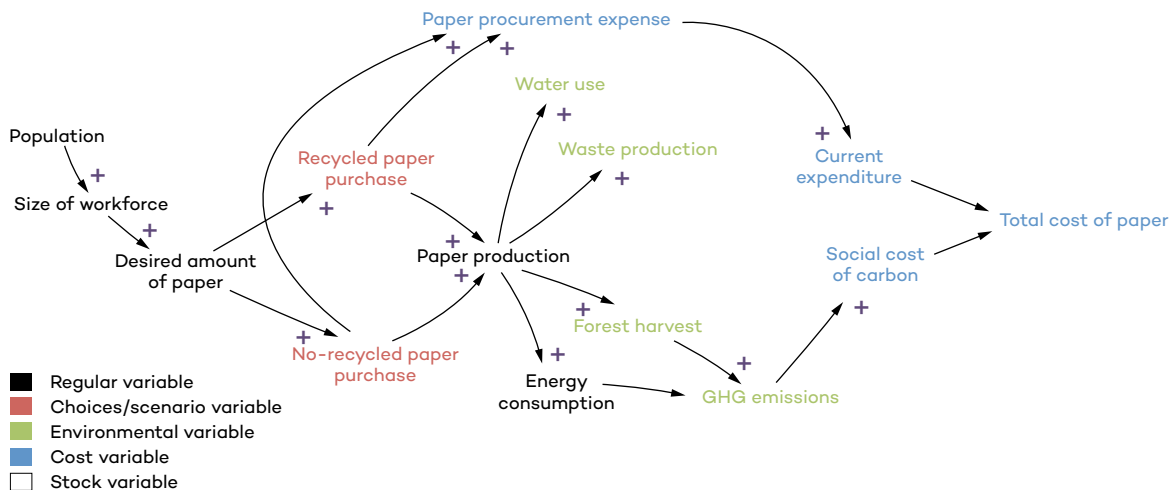 Paper procurement expense
+
+
Water use
+
Population
+
Waste production
+
Current
expenditure
+
Recycled paper
purchase
+
Size of workforce
+
Total cost of paper
Desired amount
of paper
+
Paper production
+
Social cost
of carbon
+
Forest harvest
+
+
No-recycled paper
purchase
+
Energy
consumption
+
GHG emissions
Regular variable
Choices/scenario variable
Environmental variable
Cost variable
Stock variable